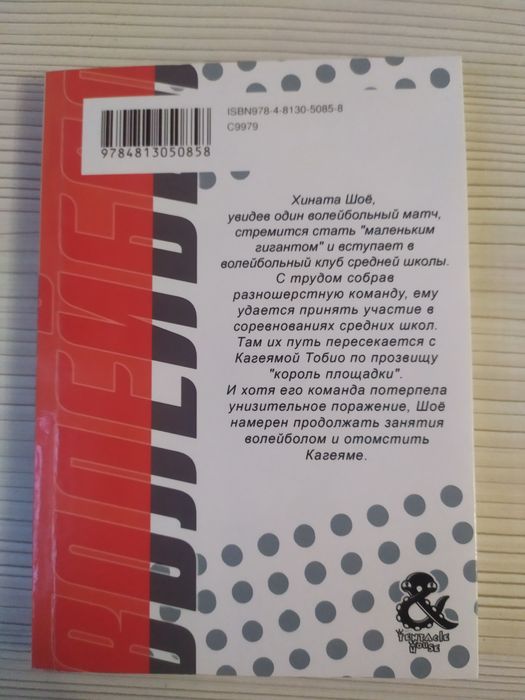 ВОЛЕЙБОЛ
ISBN978-4-8130-5085-8
C9979
9784813050858
Хината Шоё,
увидев один волейбольный матч,
стремится стать "маленьким
гигантом" и вступает в
волейбольный клуб средней школы.
С трудом собрав
разношерстную команду, ему
удается принять участие в
соревнованиях средних школ.
Там их путь пересекается с
Кагеямой Тобио по прозвищу
"король площадки".
И хотя его команда потерпела
унизительное поражение, Шоё
намерен продолжать занятия
волейболом и отомстить
Кагеяме.
&
TENTACLE
HOUSE